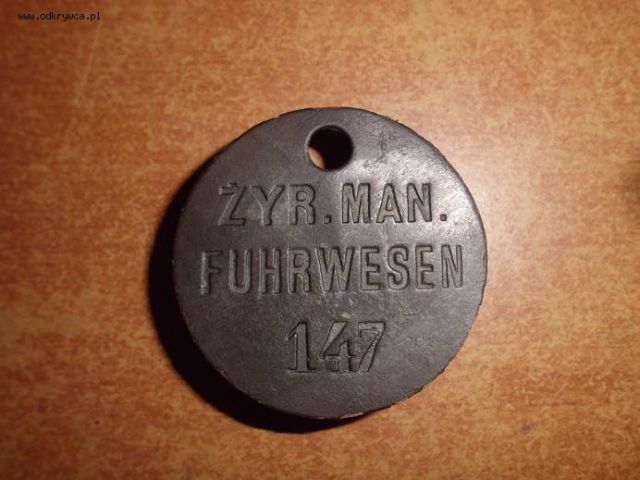 www.odkrywca.pl
ŻYR. MAN.
FUHRWESEN
147